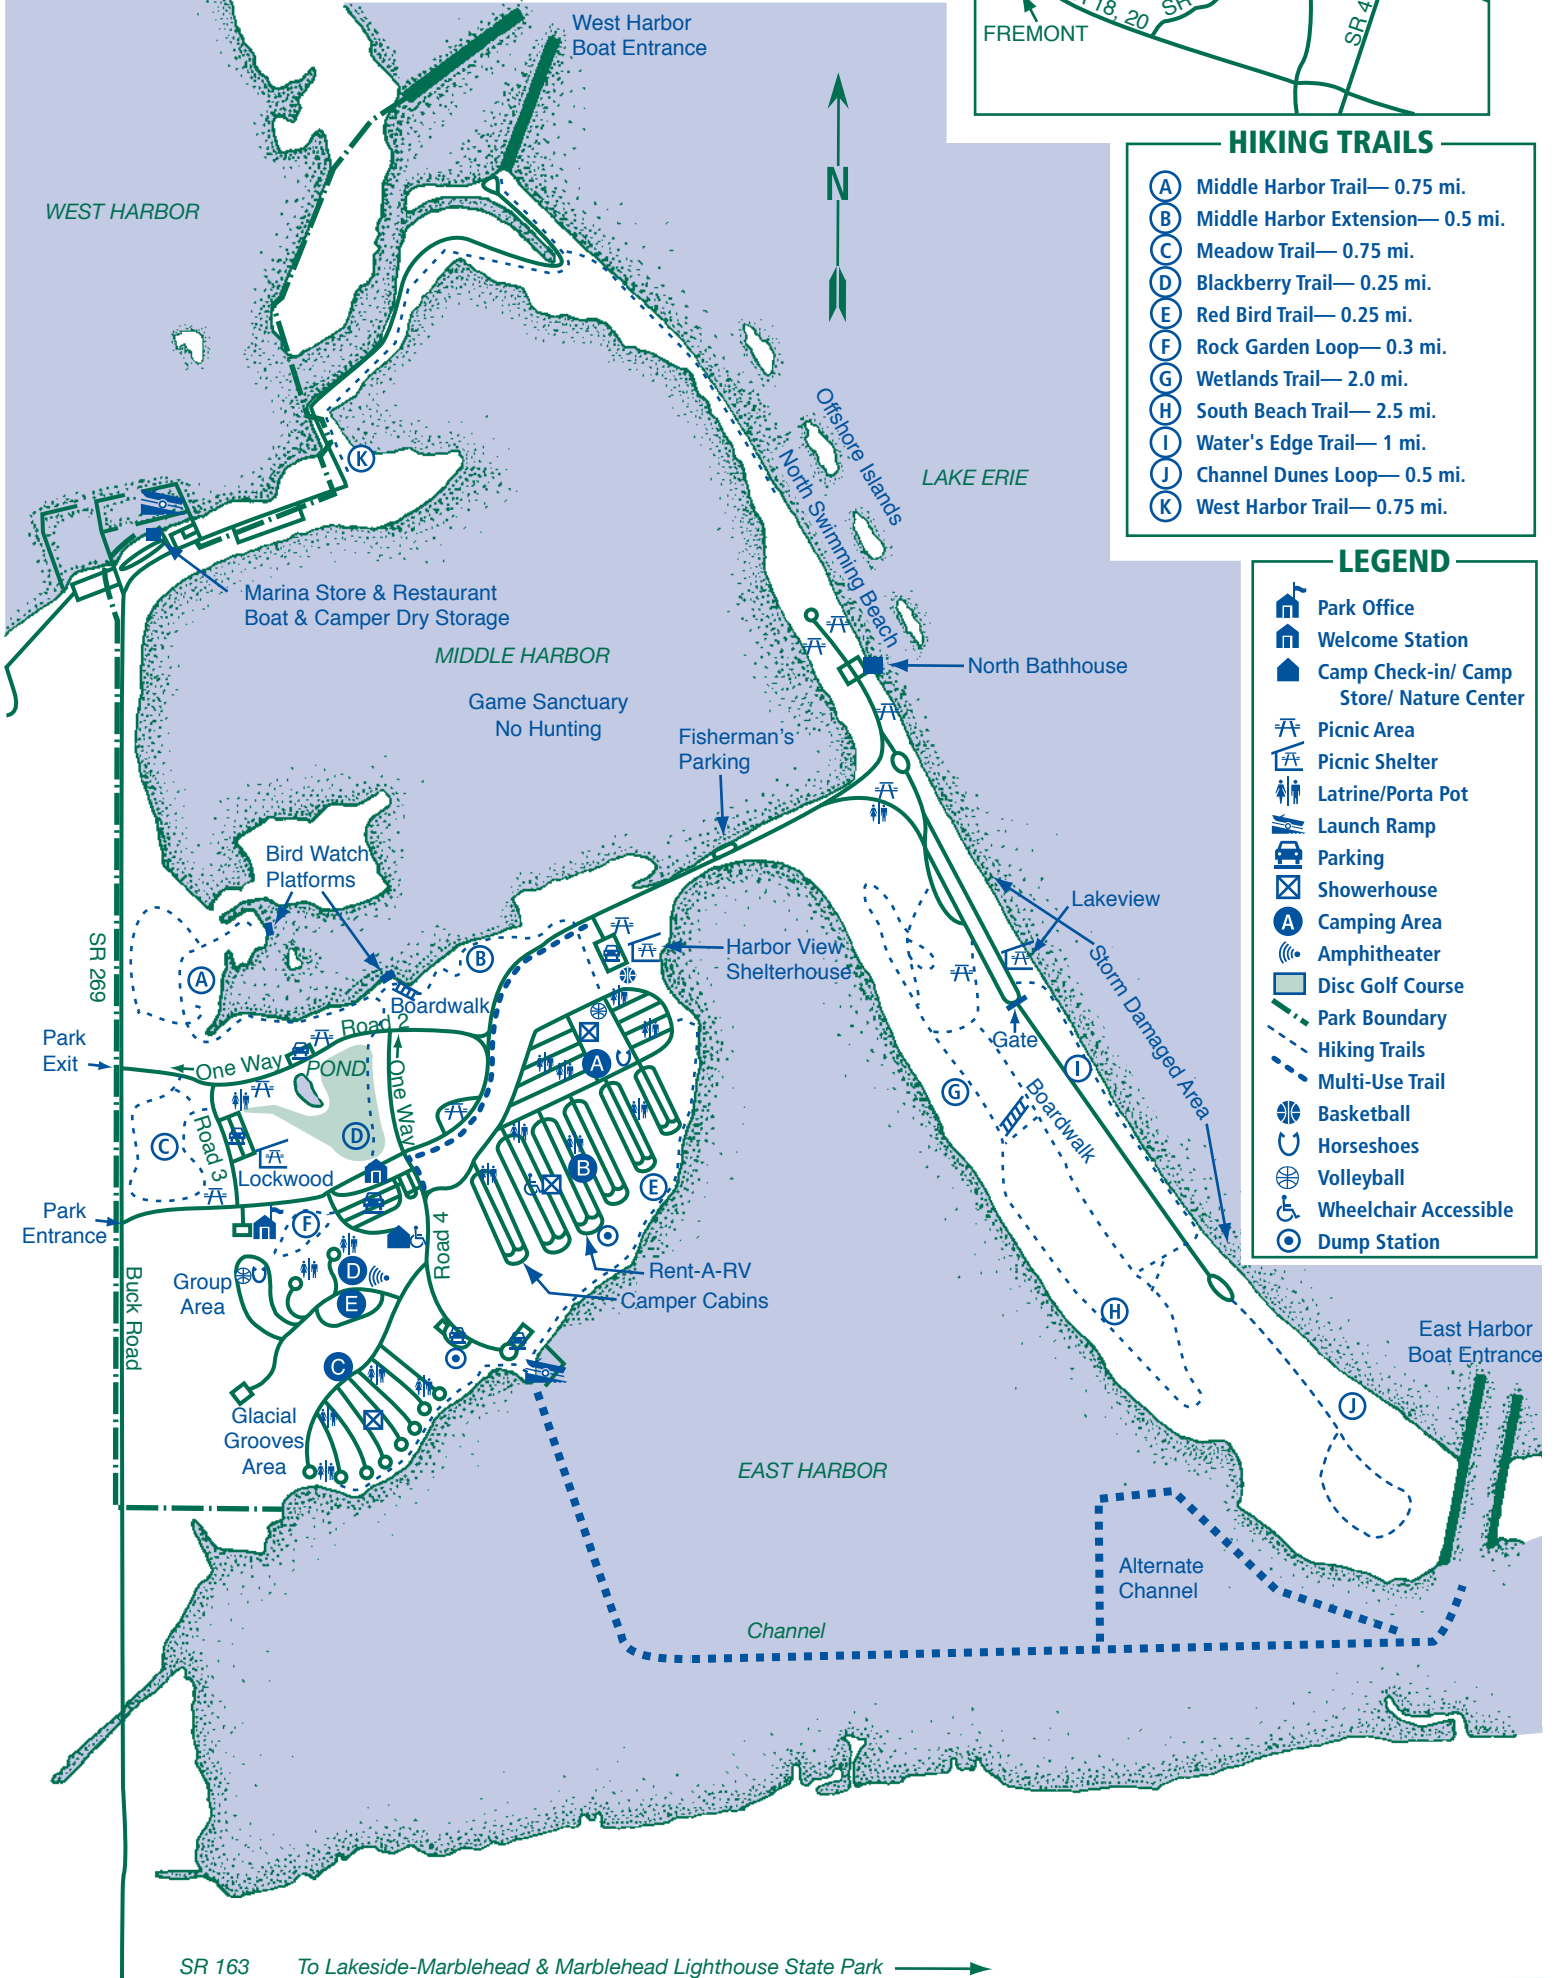 West Harbor
Boat Entrance
FREMONT
18, 20
SR
SR 4
N
WEST HARBOR
HIKING TRAILS
A Middle Harbor Trail— 0.75 mi.
B Middle Harbor Extension— 0.5 mi.
C Meadow Trail— 0.75 mi.
D Blackberry Trail— 0.25 mi.
E Red Bird Trail— 0.25 mi.
F Rock Garden Loop— 0.3 mi.
G Wetlands Trail— 2.0 mi.
H South Beach Trail— 2.5 mi.
I Water's Edge Trail— 1 mi.
J Channel Dunes Loop— 0.5 mi.
K West Harbor Trail— 0.75 mi.
K
Offshore Islands
North Swimming Beach
LAKE ERIE
Marina Store & Restaurant
Boat & Camper Dry Storage
MIDDLE HARBOR
Game Sanctuary
No Hunting
North Bathhouse
Fisherman's
Parking
LEGEND
Park Office
Welcome Station
Camp Check-in/ Camp
Store/ Nature Center
Picnic Area
Picnic Shelter
Latrine/Porta Pot
Launch Ramp
Parking
Showerhouse
A Camping Area
Amphitheater
Disc Golf Course
Park Boundary
Hiking Trails
Multi-Use Trail
Basketball
Horseshoes
Volleyball
Wheelchair Accessible
Dump Station
Bird Watch
Platforms
Lakeview
SR 269
A
B
Harbor View
Shelterhouse
Storm Damaged Area
Boardwalk
Road 2
Park
Exit
One Way
POND
One Way
A
Gate
I
G
Boardwalk
C
Road 3
D
Lockwood
B
E
Park
Entrance
F
Road 4
Group
Area
D
E
Rent-A-RV
Camper Cabins
H
Buck Road
East Harbor
Boat Entrance
C
J
Glacial
Grooves
Area
EAST HARBOR
Alternate
Channel
Channel
SR 163 To Lakeside-Marblehead & Marblehead Lighthouse State Park